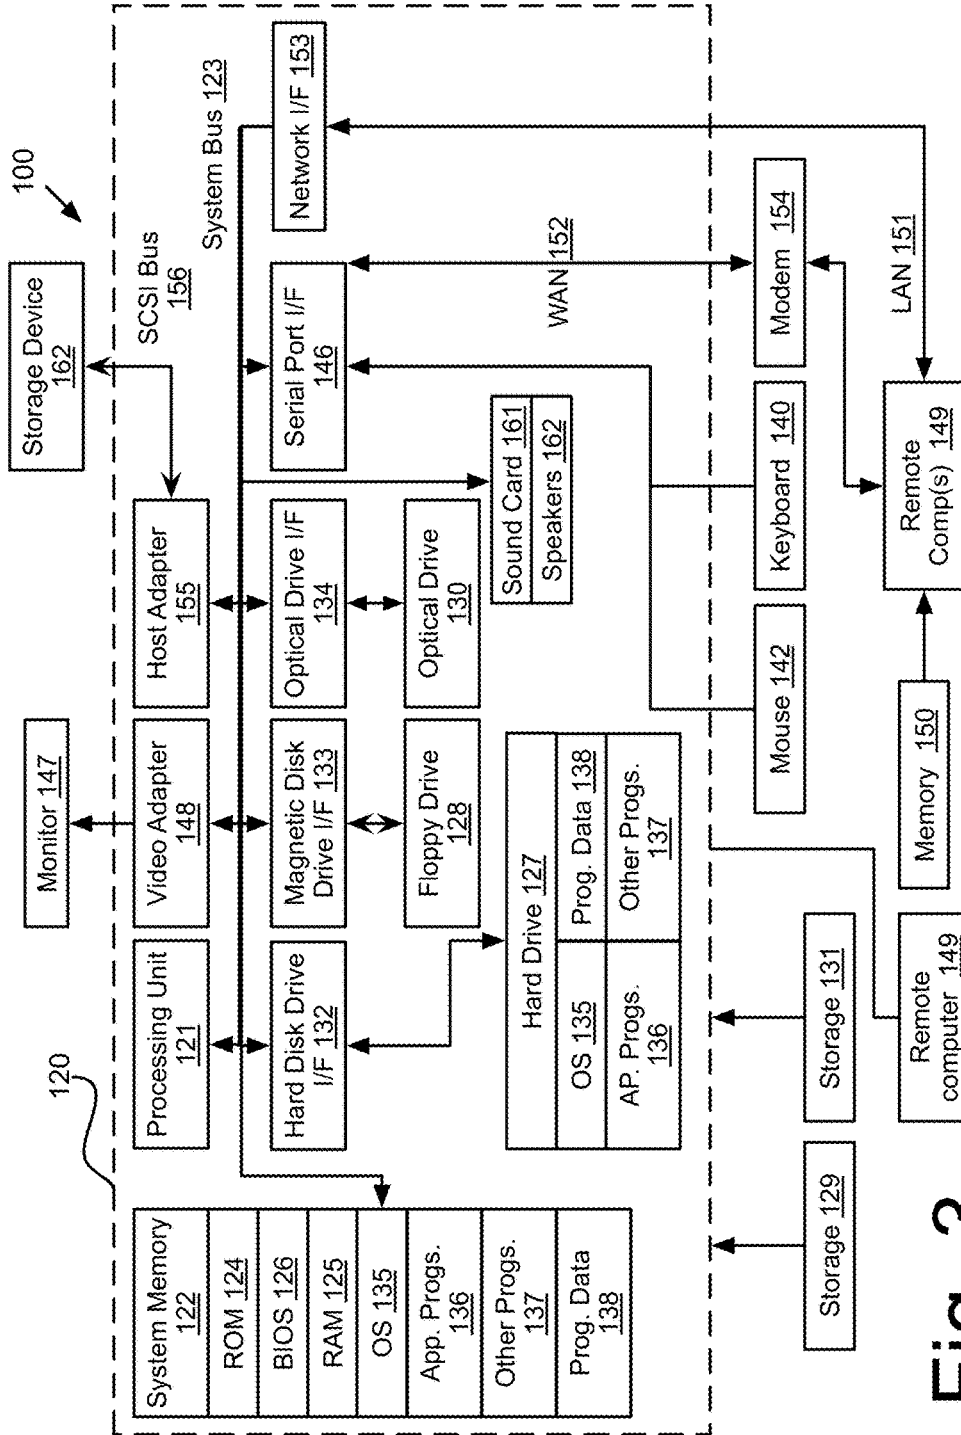 100
120
Storage Device
162
SCSI Bus
156
System Bus 123
Monitor 147
Processing Unit
121
Video Adapter
148
Host Adapter
155
Hard Disk Drive
I/F 132
Magnetic Disk
Drive I/F 133
Optical Drive I/F
134
Serial Port I/F
146
Network I/F 153
Floppy Drive
128
Optical Drive
130
Sound Card 161
Speakers 162
System Memory
122
ROM 124
BIOS 126
RAM 125
OS 135
App. Progs.
136
Other Progs.
137
Prog. Data
138
Hard Drive 127
OS 135
Prog. Data 138
AP. Progs.
136
Other Progs.
137
WAN 152
LAN 151
Storage 129
Storage 131
Mouse 142
Keyboard 140
Modem 154
Remote
computer 149
Memory 150
Remote
Comp(s) 149